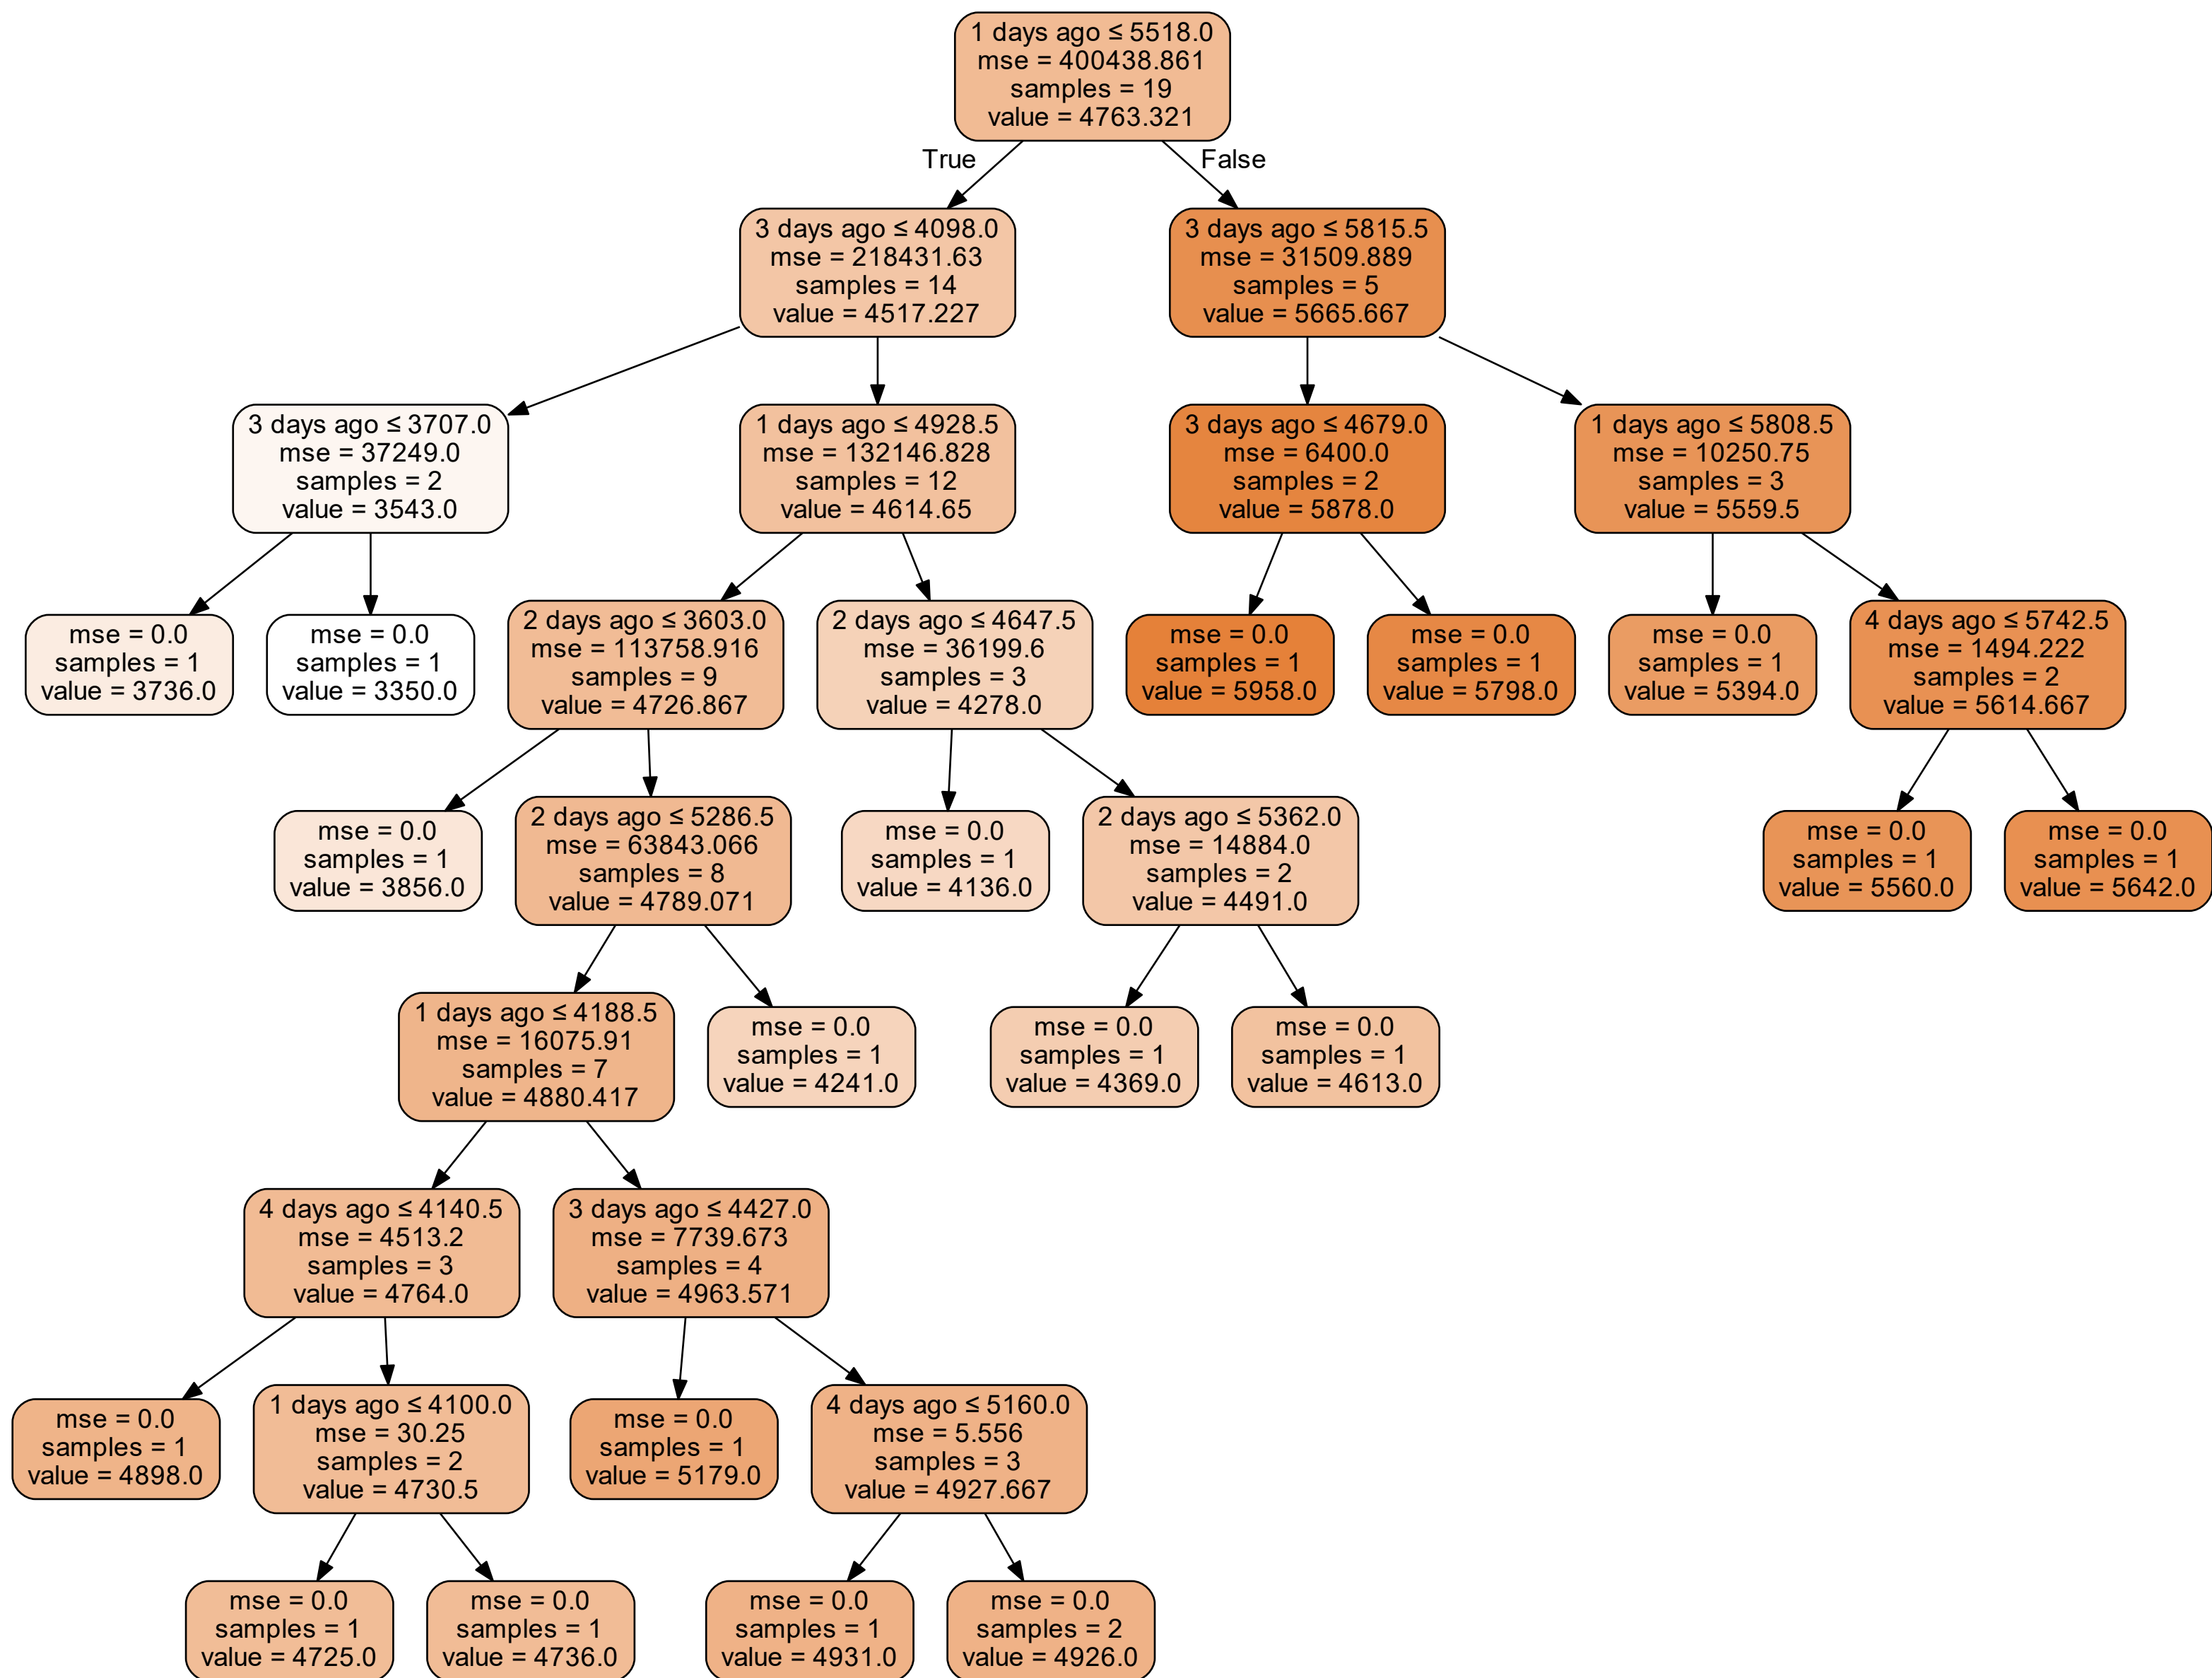 1 days ago ≤ 5518.0
mse = 400438.861
samples = 19
value = 4763.321
True
False
3 days ago ≤ 4098.0
mse = 218431.63
samples = 14
value = 4517.227
3 days ago ≤ 5815.5
mse = 31509.889
samples = 5
value = 5665.667
3 days ago ≤ 3707.0
mse = 37249.0
samples = 2
value = 3543.0
1 days ago ≤ 4928.5
mse = 132146.828
samples = 12
value = 4614.65
3 days ago ≤ 4679.0
mse = 6400.0
samples = 2
value = 5878.0
1 days ago ≤ 5808.5
mse = 10250.75
samples = 3
value = 5559.5
mse = 0.0
samples = 1
value = 3736.0
mse = 0.0
samples = 1
value = 3350.0
2 days ago ≤ 3603.0
mse = 113758.916
samples = 9
value = 4726.867
2 days ago ≤ 4647.5
mse = 36199.6
samples = 3
value = 4278.0
mse = 0.0
samples = 1
value = 5958.0
mse = 0.0
samples = 1
value = 5798.0
mse = 0.0
samples = 1
value = 5394.0
4 days ago ≤ 5742.5
mse = 1494.222
samples = 2
value = 5614.667
mse = 0.0
samples = 1
value = 3856.0
2 days ago ≤ 5286.5
mse = 63843.066
samples = 8
value = 4789.071
mse = 0.0
samples = 1
value = 4136.0
2 days ago ≤ 5362.0
mse = 14884.0
samples = 2
value = 4491.0
mse = 0.0
samples = 1
value = 5560.0
mse = 0.0
samples = 1
value = 5642.0
1 days ago ≤ 4188.5
mse = 16075.91
samples = 7
value = 4880.417
mse = 0.0
samples = 1
value = 4241.0
mse = 0.0
samples = 1
value = 4369.0
mse = 0.0
samples = 1
value = 4613.0
4 days ago ≤ 4140.5
mse = 4513.2
samples = 3
value = 4764.0
3 days ago ≤ 4427.0
mse = 7739.673
samples = 4
value = 4963.571
mse = 0.0
samples = 1
value = 4898.0
1 days ago ≤ 4100.0
mse = 30.25
samples = 2
value = 4730.5
mse = 0.0
samples = 1
value = 5179.0
4 days ago ≤ 5160.0
mse = 5.556
samples = 3
value = 4927.667
mse = 0.0
samples = 1
value = 4725.0
mse = 0.0
samples = 1
value = 4736.0
mse = 0.0
samples = 1
value = 4931.0
mse = 0.0
samples = 2
value = 4926.0